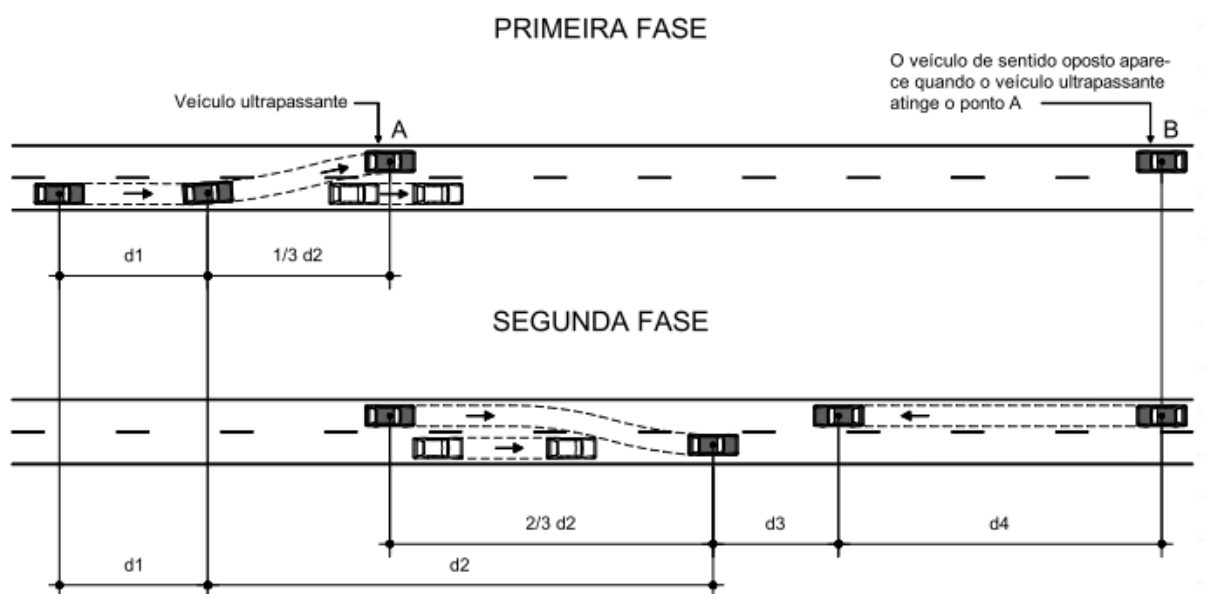 PRIMEIRA FASE
O veículo de sentido oposto apare-
ce quando o veículo ultrapassante
atinge o ponto A
Veículo ultrapassante
A
B
d1
1/3 d2
SEGUNDA FASE
2/3 d2
d3
d4
d1
d2